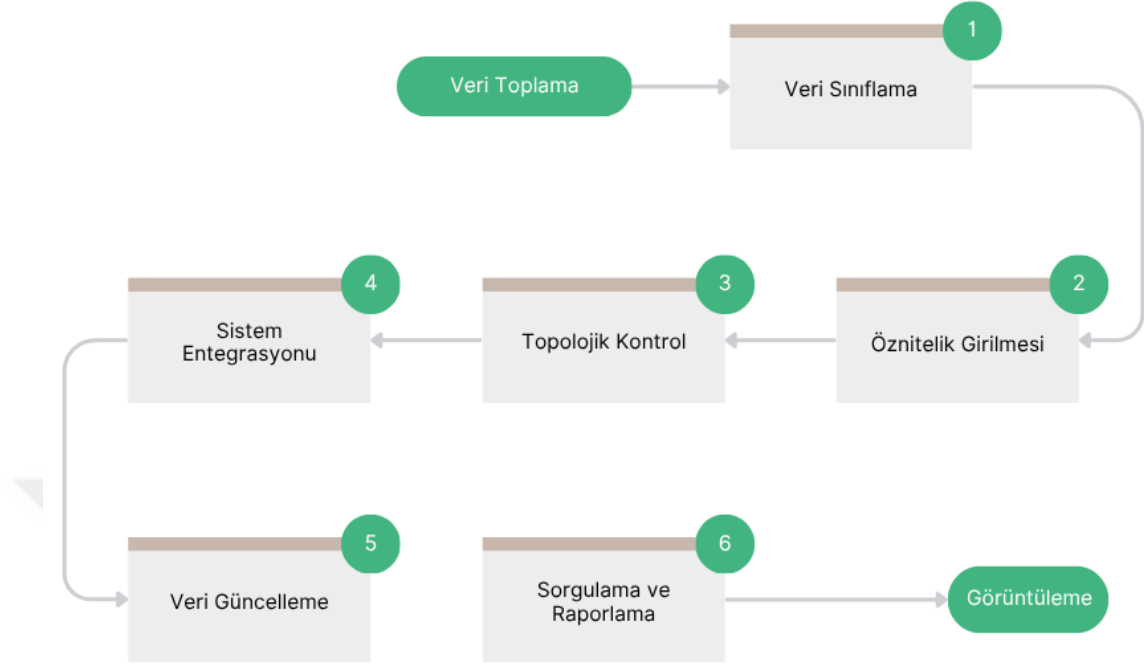 Veri Toplama
1
Veri Sınıflama
2
Öznitelik Girilmesi
3
Topolojik Kontrol
4
Sistem
Entegrasyonu
5
Veri Güncelleme
6
Sorgulama ve
Raporlama
Görüntüleme